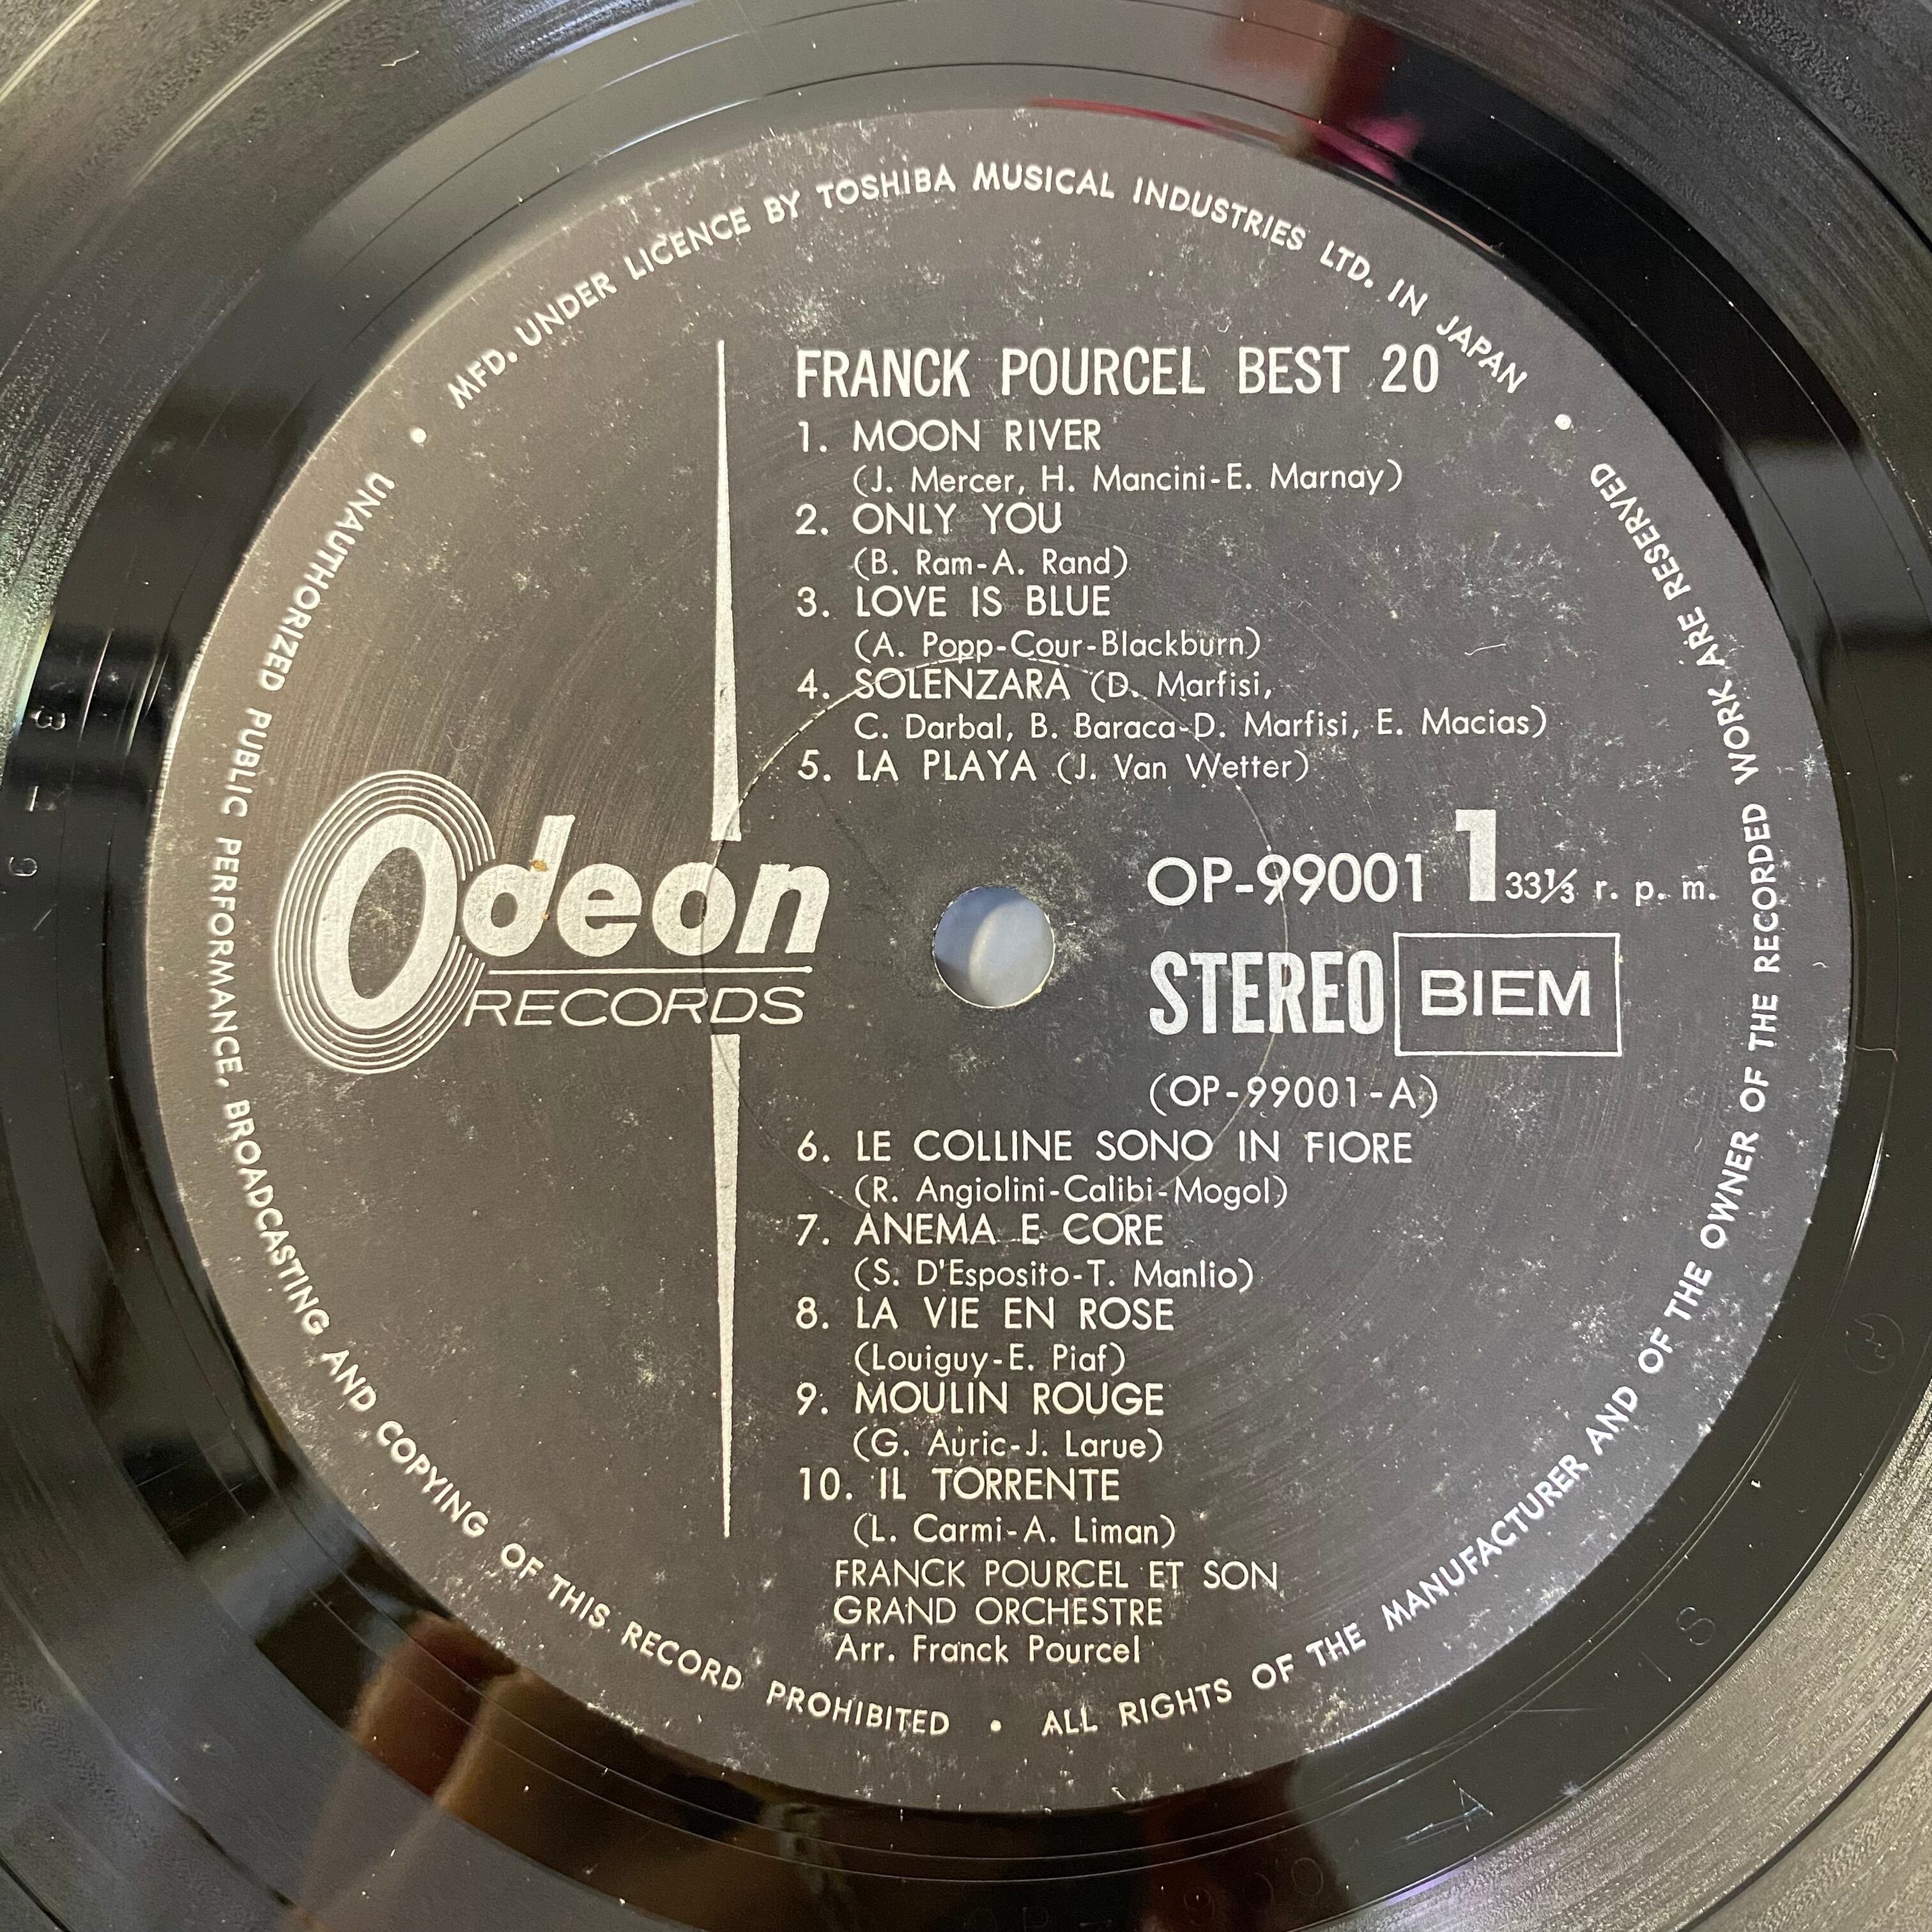 MFD. UNDER LICENCE BY TOSHIBA MUSICAL INDUSTRIES LTD. IN JAPAN •
FRANCK POURCEL BEST 20
1. MOON RIVER
(J. Mercer, H. Mancini-E. Marnay)
2. ONLY YOU
(B. Ram-A. Rand)
3. LOVE IS BLUE
(A. Popp-Cour-Blackburn)
4. SOLENZARA (D. Marfisi,
C. Darbal, B. Baraca-D. Marfisi, E. Macias)
5. LA PLAYA (J. Van Wetter)
Odeon
RECORDS
OP-99001 1 33⅓ r. p. m.
STEREO BIEM
(OP-99001-A)
6. LE COLLINE SONO IN FIORE
(R. Angiolini-Calibi-Mogol)
7. ANEMA E CORE
(S. D'Esposito-T. Manlio)
8. LA VIE EN ROSE
(Louiguy-E. Piaf)
9. MOULIN ROUGE
(G. Auric-J. Larue)
10. IL TORRENTE
(L. Carmi-A. Liman)
FRANCK POURCEL ET SON
GRAND ORCHESTRE
Arr. Franck Pourcel
UNAUTHORIZED PUBLIC PERFORMANCE, BROADCASTING AND COPYING OF THIS RECORD PROHIBITED • ALL RIGHTS OF THE MANUFACTURER AND OF THE OWNER OF THE RECORDED WORK ARE RESERVED •